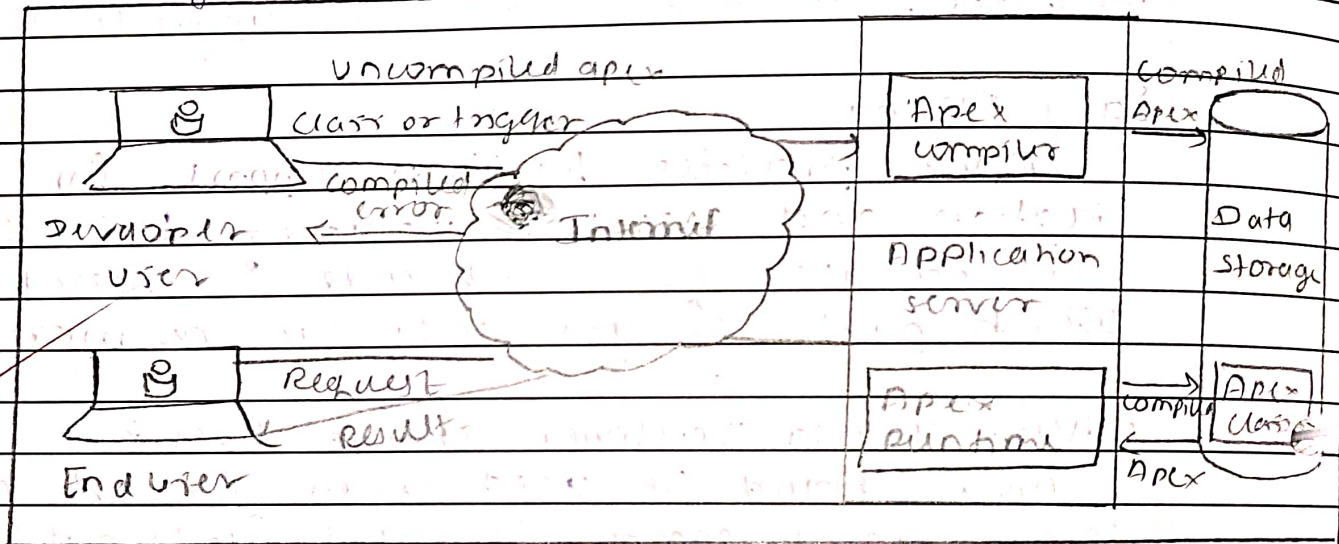 Uncompiled apex
class or trigger
compiled
error
Developer
User
Internet
Apex
compiler
Application
server
Compiled
Apex
Data
Storage
Request
Result
End user
Apex
Runtime
compiled
Apex
Apex
class